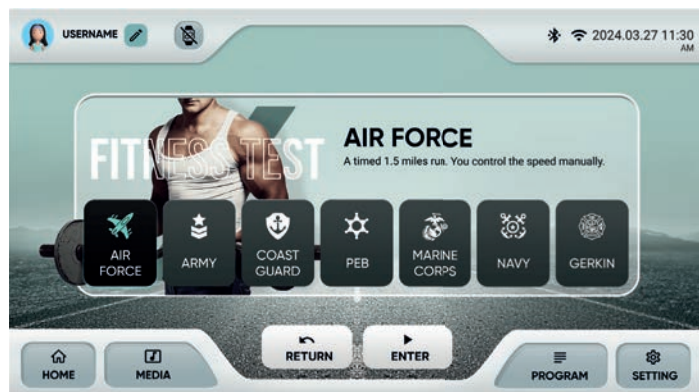 USERNAME
2024.03.27 11:30
AM
FITNESS TEST
AIR FORCE
A timed 1.5 miles run. You control the speed manually.
AIR
FORCE
ARMY
COAST
GUARD
PEB
MARINE
CORPS
NAVY
GERKIN
HOME
MEDIA
RETURN
ENTER
PROGRAM
SETTING